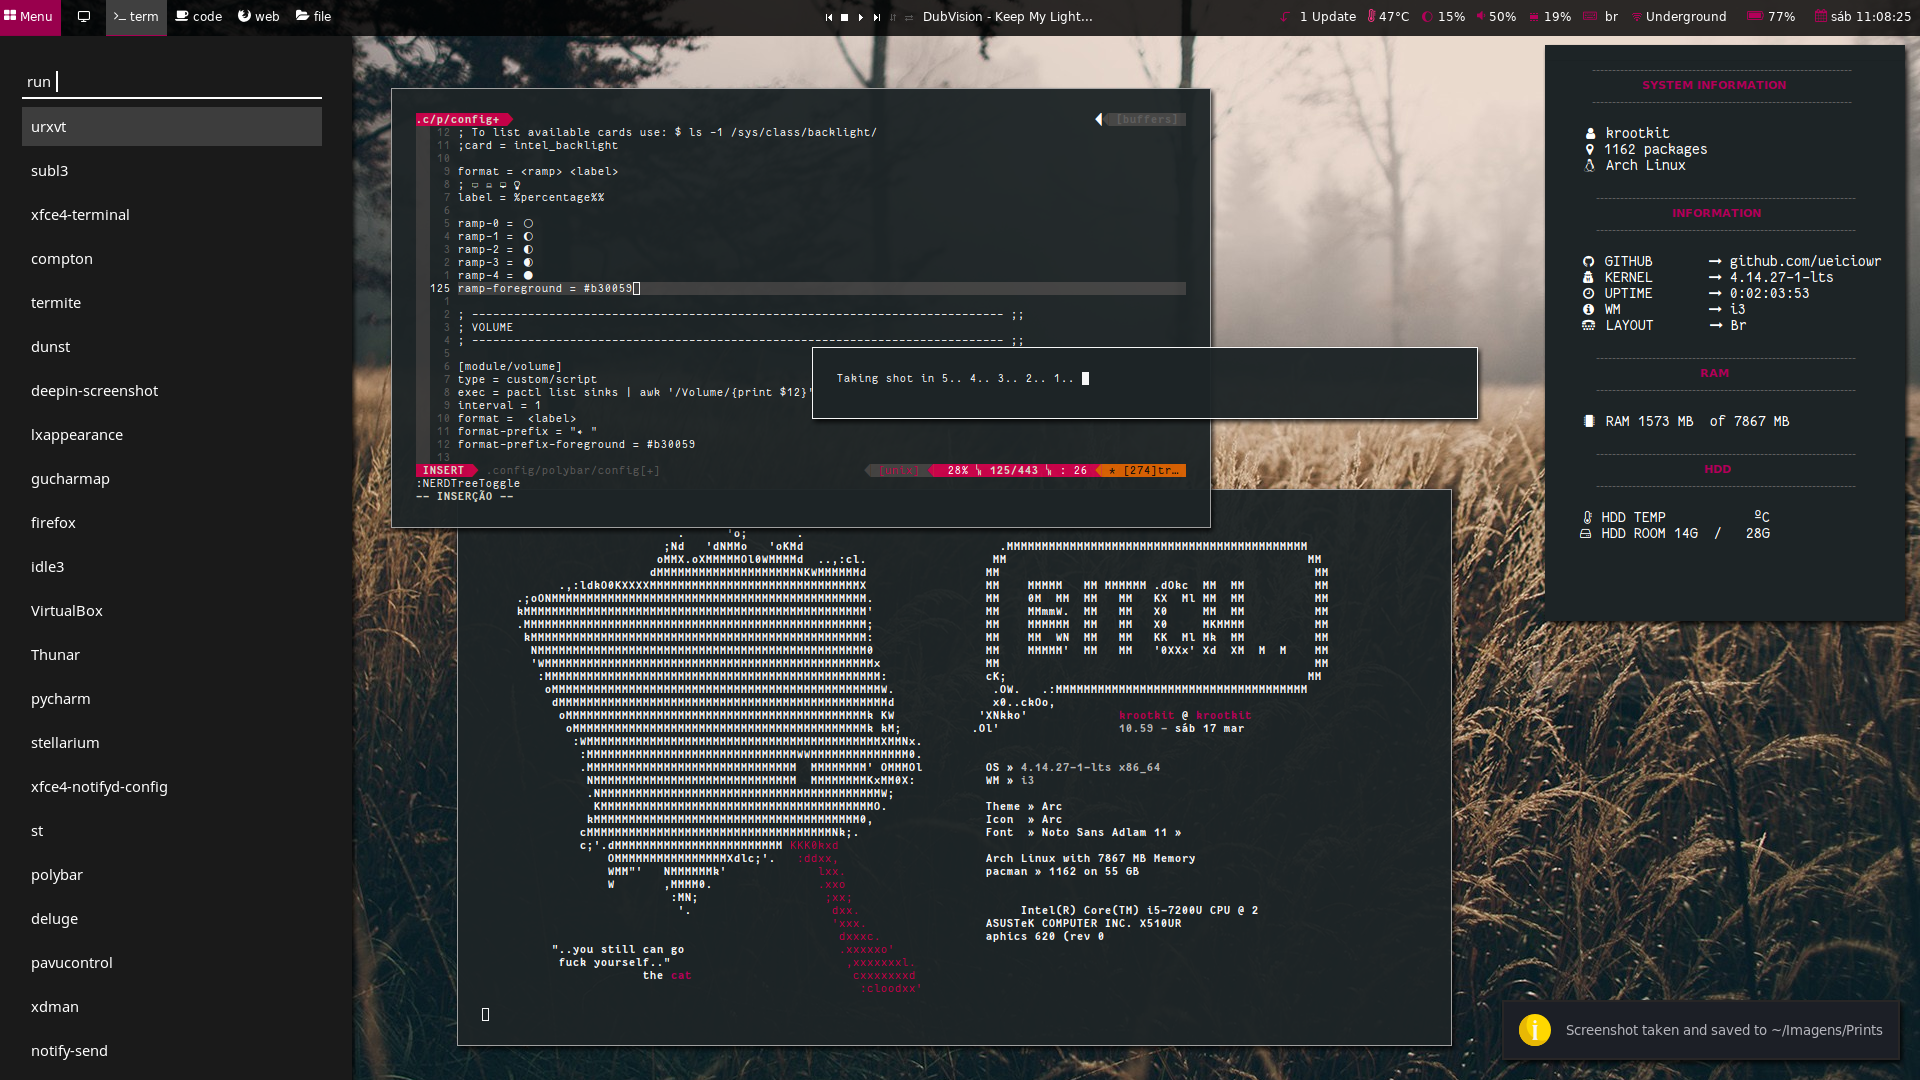 Menu term code web file
DubVision - Keep My Light...
1 Update 47°C 15% 50% 19% br Underground 77% sáb 11:08:25
run
urxvt
subl3
xfce4-terminal
compton
termite
dunst
deepin-screenshot
lxappearance
gucharmap
firefox
idle3
VirtualBox
Thunar
pycharm
stellarium
xfce4-notifyd-config
st
polybar
deluge
pavucontrol
xdman
notify-send
.c/p/config+ [buffers]
12 ; To list available cards use: $ ls -1 /sys/class/backlight/
11 ;card = intel_backlight
10
9 format = <ramp> <label>
8 ;
7 label = %percentage%%
6
5 ramp-0 =
4 ramp-1 =
3 ramp-2 =
2 ramp-3 =
1 ramp-4 =
125 ramp-foreground = #b30059
1
2 ; ---------------------------------------------------------------------------- ;;
3 ; VOLUME
4 ; ---------------------------------------------------------------------------- ;;
5
6 [module/volume]
7 type = custom/script
8 exec = pactl list sinks | awk '/Volume/{print $12}'
9 interval = 1
10 format = <label>
11 format-prefix = " "
12 format-prefix-foreground = #b30059
13
INSERT .config/polybar/config[+] [unix] 28% 125/443 : 26 [274]tr…
:NERDTreeToggle
-- INSERÇÃO --
Taking shot in 5.. 4.. 3.. 2.. 1..
krootkit @ krootkit
10.59 - sáb 17 mar
OS » 4.14.27-1-lts x86_64
WM » i3
Theme » Arc
Icon » Arc
Font » Noto Sans Adlam 11 »
Arch Linux with 7867 MB Memory
pacman » 1162 on 55 GB
Intel(R) Core(TM) i5-7200U CPU @ 2
ASUSTeK COMPUTER INC. X510UR
aphics 620 (rev 0
"..you still can go
fuck yourself.."
the cat
SYSTEM INFORMATION
krootkit
1162 packages
Arch Linux
INFORMATION
GITHUB → github.com/ueiciowr
KERNEL → 4.14.27-1-lts
UPTIME → 0:02:03:53
WM → i3
LAYOUT → Br
RAM
RAM 1573 MB of 7867 MB
HDD
HDD TEMP ºC
HDD ROOM 14G / 28G
Screenshot taken and saved to ~/Imagens/Prints